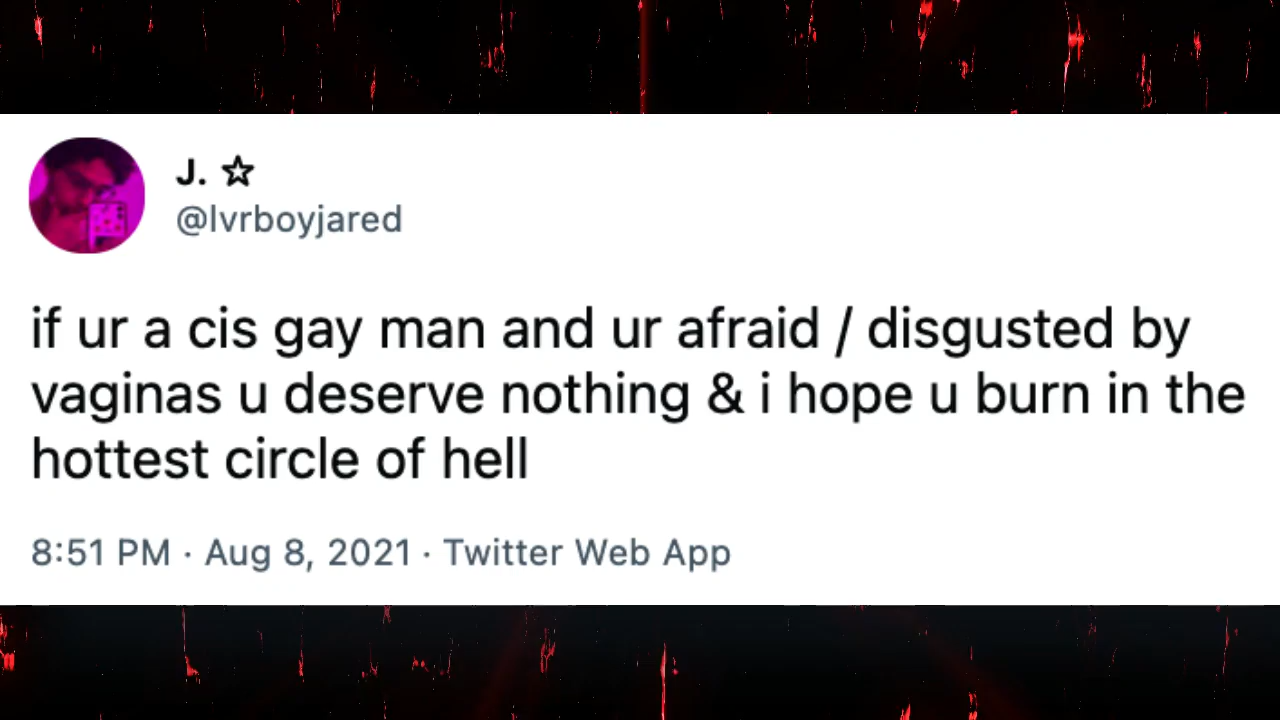 J. ☆
@lvrboyjared
if ur a cis gay man and ur afraid / disgusted by
vaginas u deserve nothing & i hope u burn in the
hottest circle of hell
8:51 PM · Aug 8, 2021 · Twitter Web App